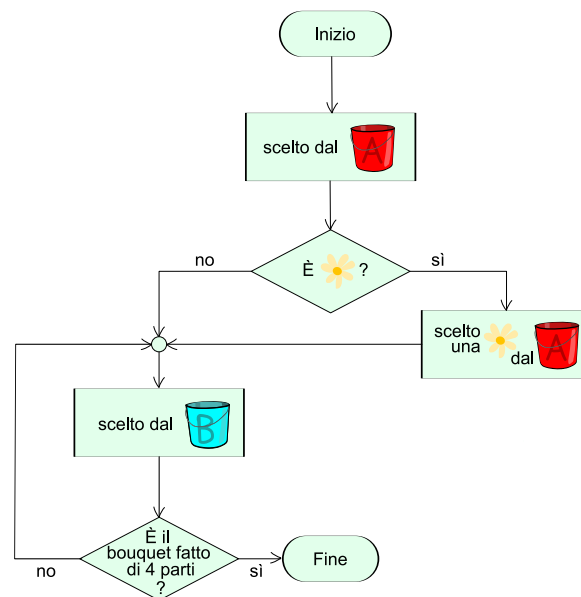 Inizio
scelto dal A
È ?
no
sì
scelto
una dal A
scelto dal B
È il
bouquet fatto
di 4 parti
?
no
sì
Fine